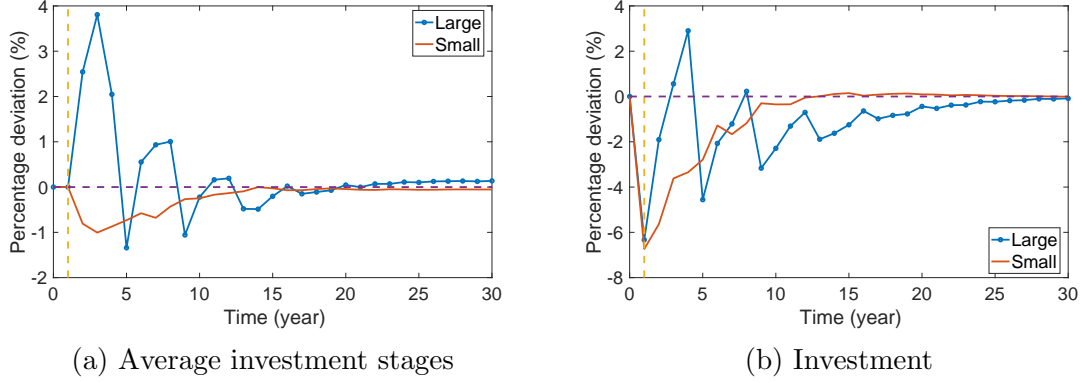 4
3
2
1
0
-1
-2
Percentage deviation (%)
0 5 10 15 20 25 30
Time (year)
Large
Small
(a) Average investment stages
4
2
0
-2
-4
-6
-8
Percentage deviation (%)
0 5 10 15 20 25 30
Time (year)
Large
Small
(b) Investment